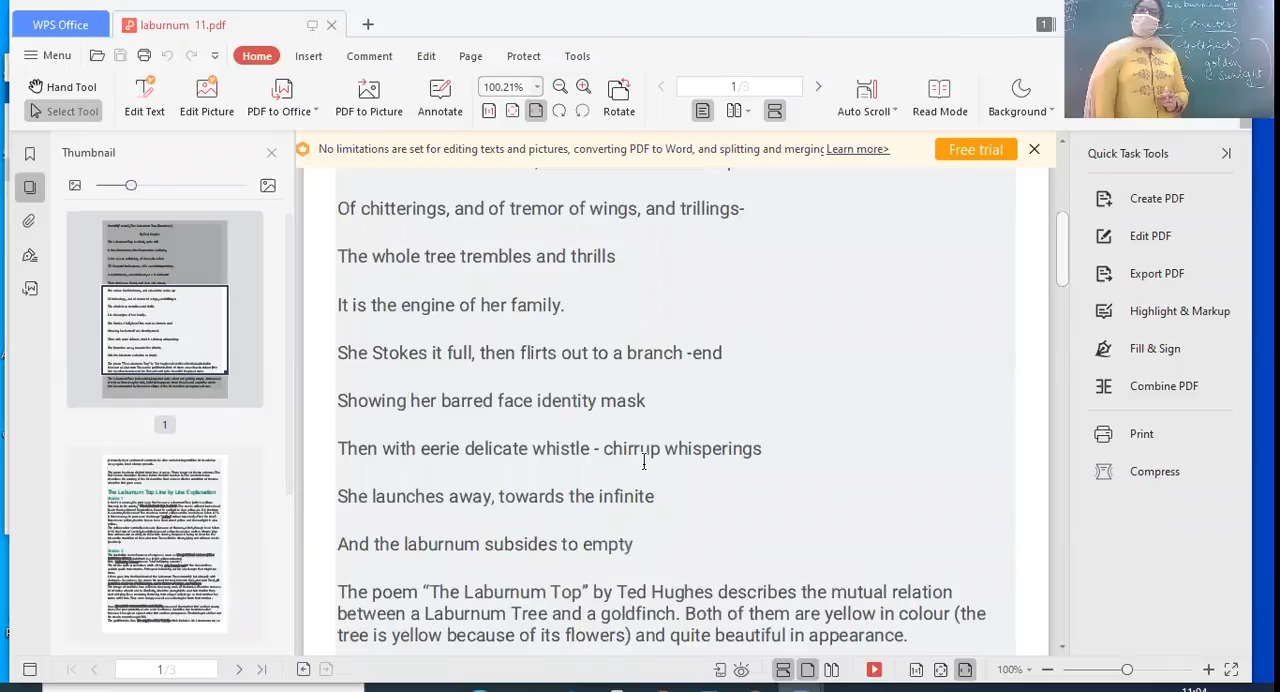 WPS Office
laburnum 11.pdf
1
Menu
Home
Insert
Comment
Edit
Page
Protect
Tools
Hand Tool
Select Tool
Edit Text
Edit Picture
PDF to Office
PDF to Picture
Annotate
100.21%
Rotate
1/3
Auto Scroll
Read Mode
Background
Thumbnail
No limitations are set for editing texts and pictures, converting PDF to Word, and splitting and merging
Learn more>
Free trial
Quick Task Tools
Create PDF
Edit PDF
Export PDF
Highlight & Markup
Fill & Sign
Combine PDF
Print
Compress
Of chitterings, and of tremor of wings, and trillings-
The whole tree trembles and thrills
It is the engine of her family.
She Stokes it full, then flirts out to a branch -end
Showing her barred face identity mask
Then with eerie delicate whistle - chirrup whisperings
She launches away, towards the infinite
And the laburnum subsides to empty
The poem “The Laburnum Top” by Ted Hughes describes the mutual relation
between a Laburnum Tree and a goldfinch. Both of them are yellow in colour (the
tree is yellow because of its flowers) and quite beautiful in appearance.
1
The Laburnum Top Line by Line Explanation
1/3
100%
11:04
golden
sunlight